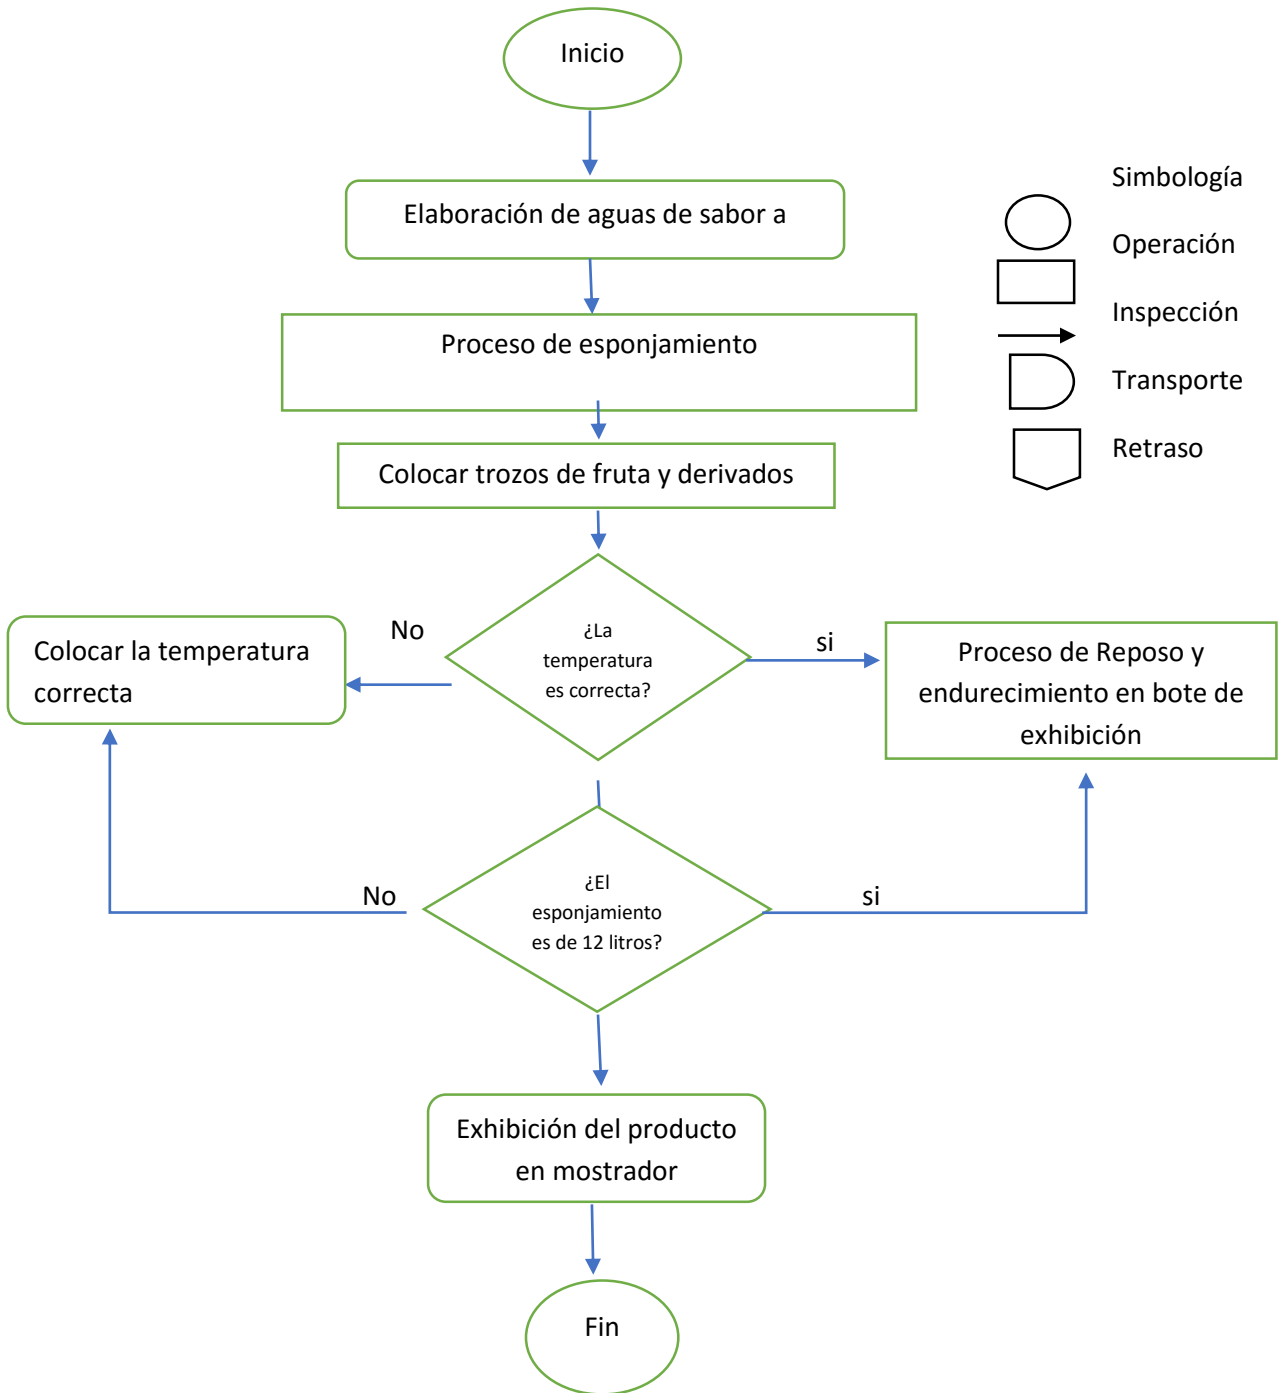 Inicio
Elaboración de aguas de sabor a
Proceso de esponjamiento
Colocar trozos de fruta y derivados
Simbología
Operación
Inspección
Transporte
Retraso
¿La
temperatura
es correcta?
No
si
Colocar la temperatura
correcta
Proceso de Reposo y
endurecimiento en bote de
exhibición
¿El
esponjamiento
es de 12 litros?
No
si
Exhibición del producto
en mostrador
Fin